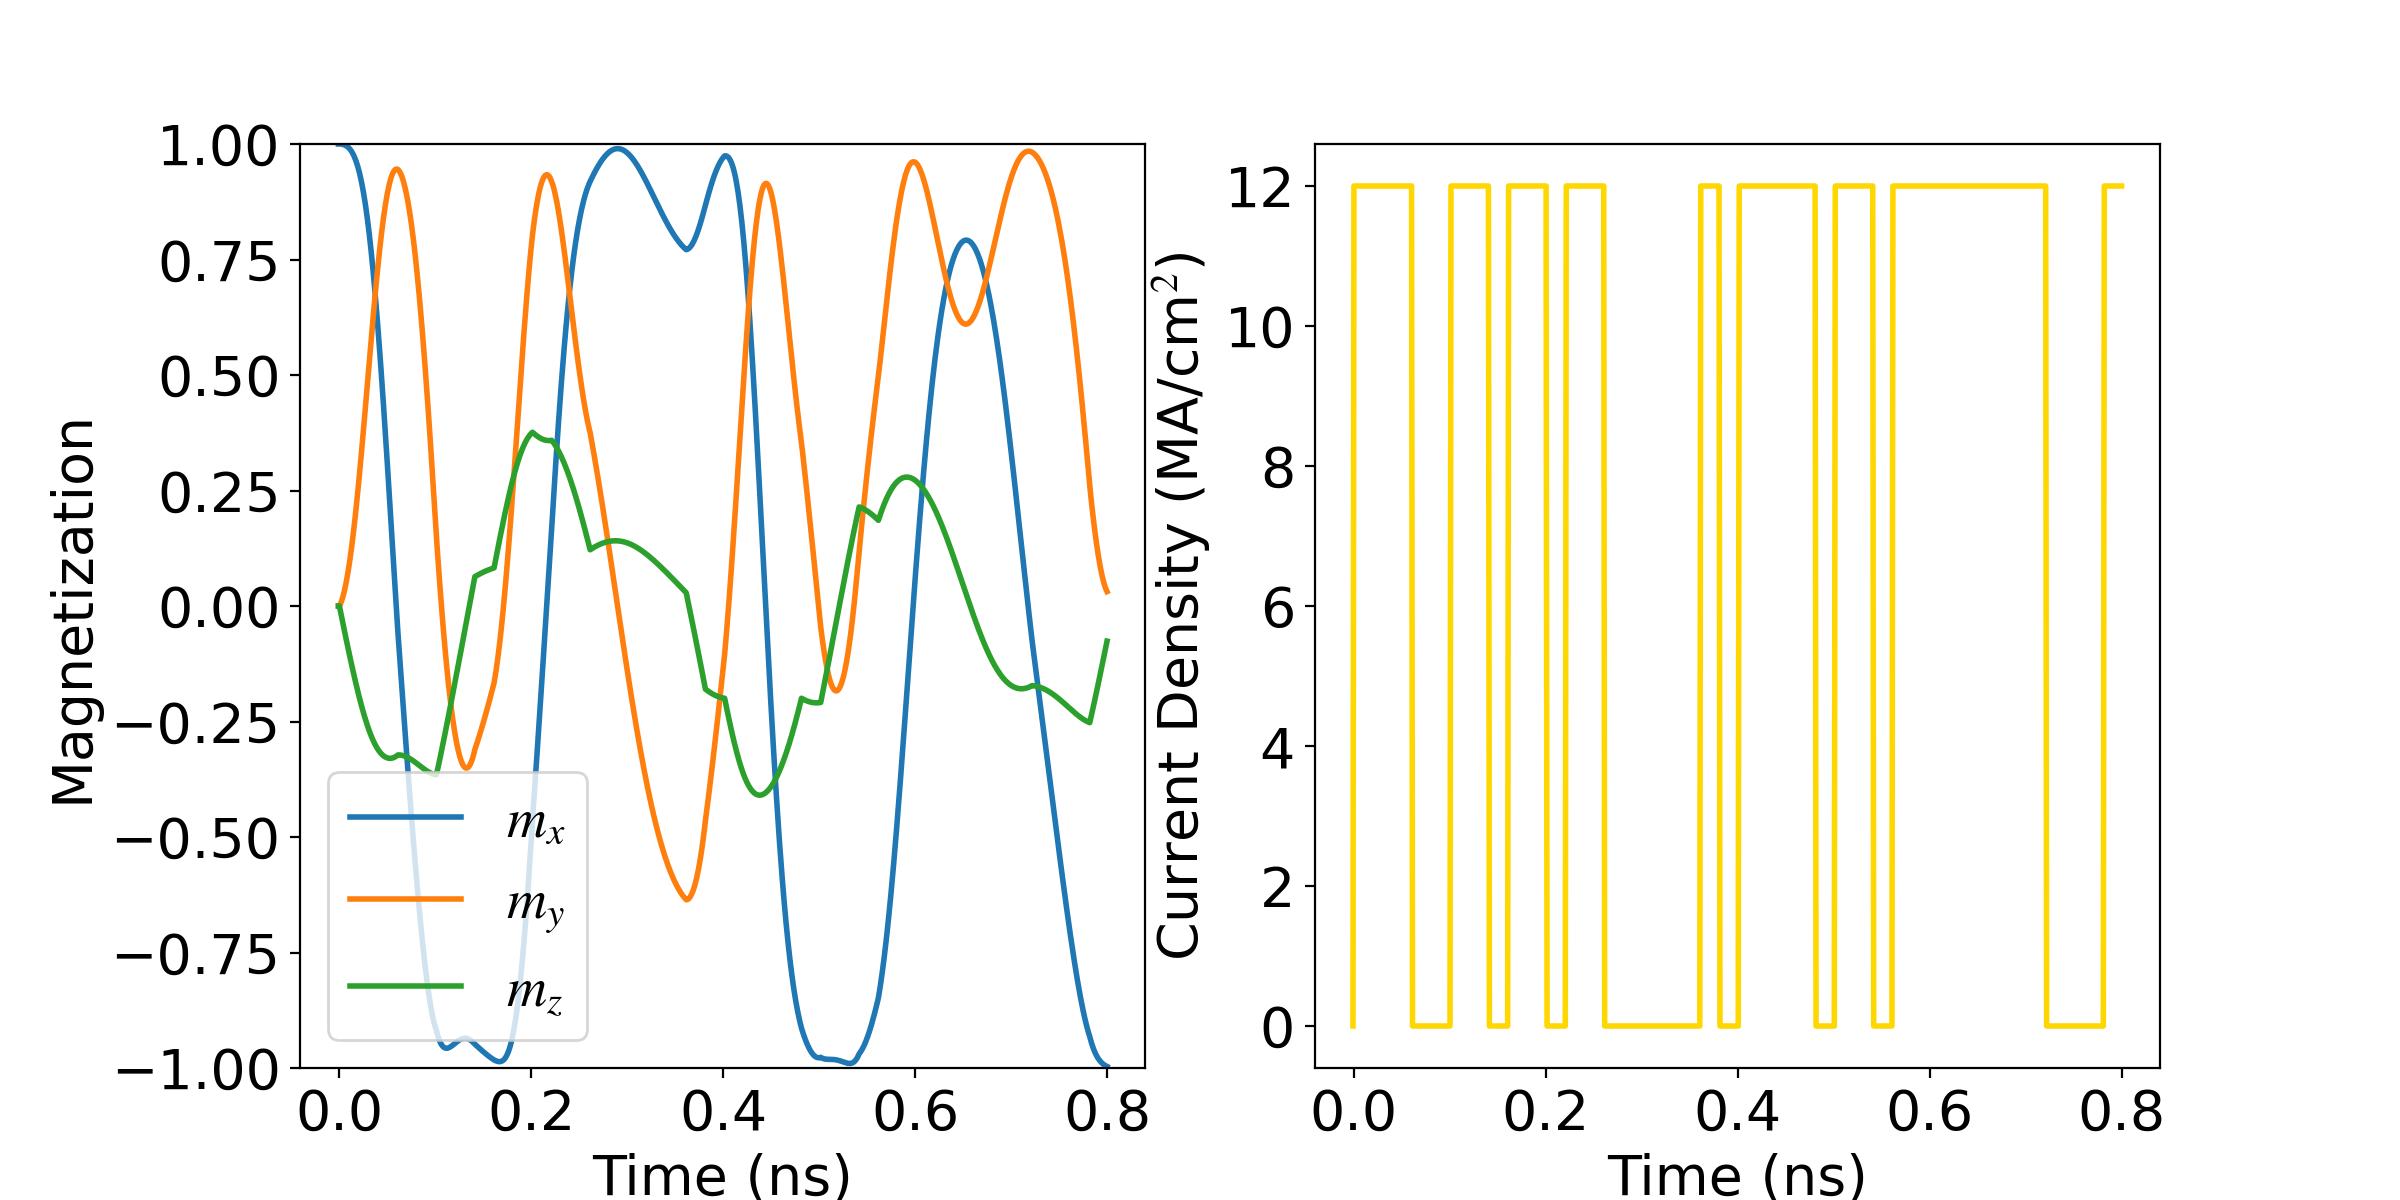 Magnetization
1.00
0.75
0.50
0.25
0.00
−0.25
−0.50
−0.75
−1.00
m_x
m_y
m_z
0.0 0.2 0.4 0.6 0.8
Time (ns)
Current Density (MA/cm²)
12
10
8
6
4
2
0
0.0 0.2 0.4 0.6 0.8
Time (ns)